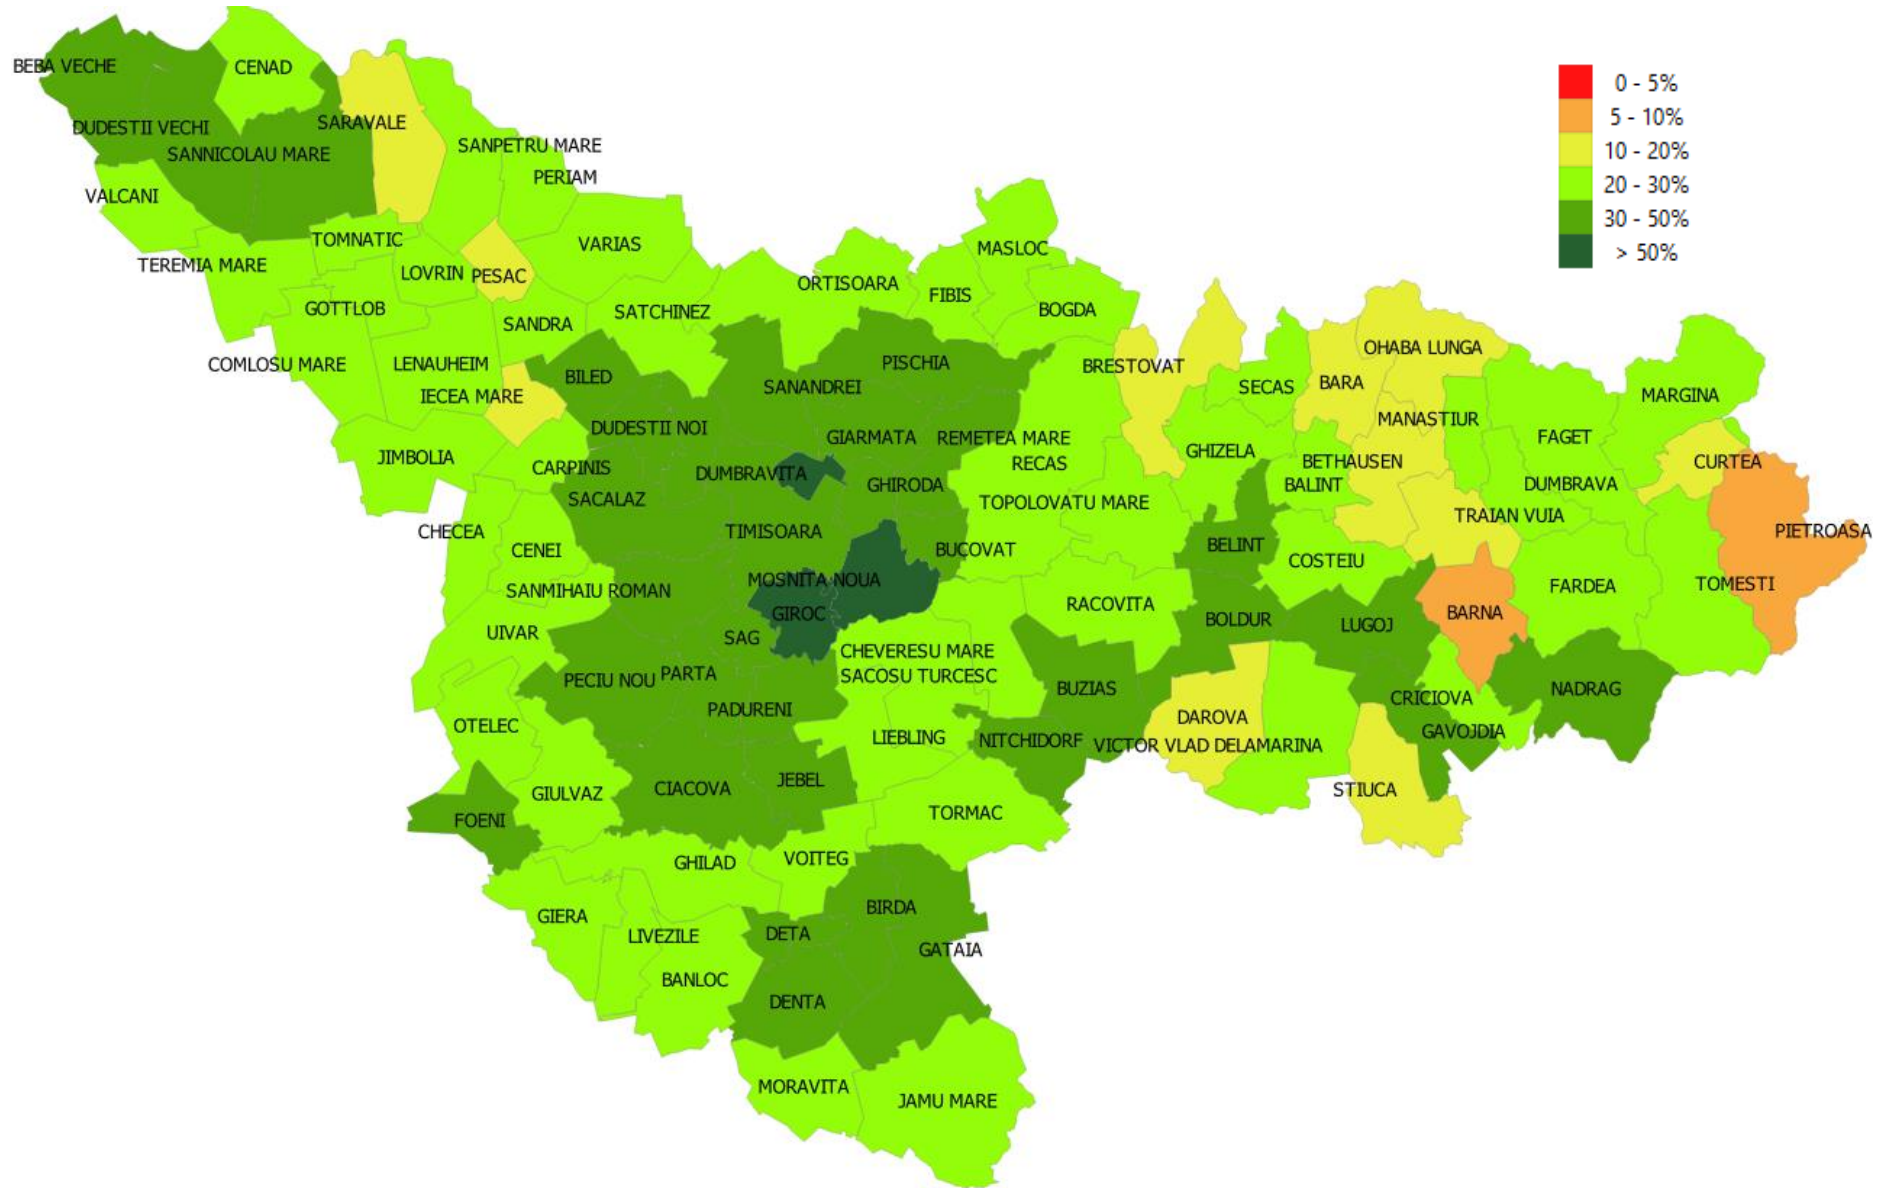 BEBA VECHE
CENAD
0 - 5%
5 - 10%
10 - 20%
20 - 30%
30 - 50%
> 50%
DUDESTII VECHI
SARAVALE
SANNICOLAU MARE
SANPETRU MARE
PERIAM
VALCANI
TOMNATIC
VARIAS
MASLOC
TEREMIA MARE
LOVRIN
PESAC
ORTISOARA
FIBIS
GOTTLOB
SANDRA
SATCHINEZ
BOGDA
COMLOSU MARE
LENAUHEIM
IECEA MARE
BILED
PISCHIA
SANANDREI
BRESTOVAT
OHABA LUNGA
SECAS
BARA
MARGINA
DUDESTII NOI
GIARMATA
REMETEA MARE
MANASTIUR
FAGET
JIMBOLIA
CARPINIS
DUMBRAVITA
RECAS
GHIZELA
BETHAUSEN
CURTEA
SACALAZ
GHIRODA
TOPOLOVATU MARE
BALINT
DUMBRAVA
CHECEA
CENEI
TIMISOARA
BUCOVAT
BELINT
COSTEIU
TRAIAN VUIA
PIETROASA
SANMIHAIU ROMAN
MOSNITA NOUA
GIROC
RACOVITA
BOLDUR
LUGOJ
BARNA
FARDEA
TOMESTI
UIVAR
SAG
CHEVERESU MARE
SACOSU TURCESC
PECIU NOU
PARTA
BUZIAS
CRICIOVA
NADRAG
OTELEC
PADURENI
LIEBLING
NITCHIDORF
DAROVA
VICTOR VLAD DELAMARINA
GAVOJDIA
GIULVAZ
CIACOVA
JEBEL
STIUCA
FOENI
TORMAC
GHILAD
VOITEG
GIERA
LIVEZILE
BIRDA
DETA
GATAIA
BANLOC
DENTA
MORAVITA
JAMU MARE